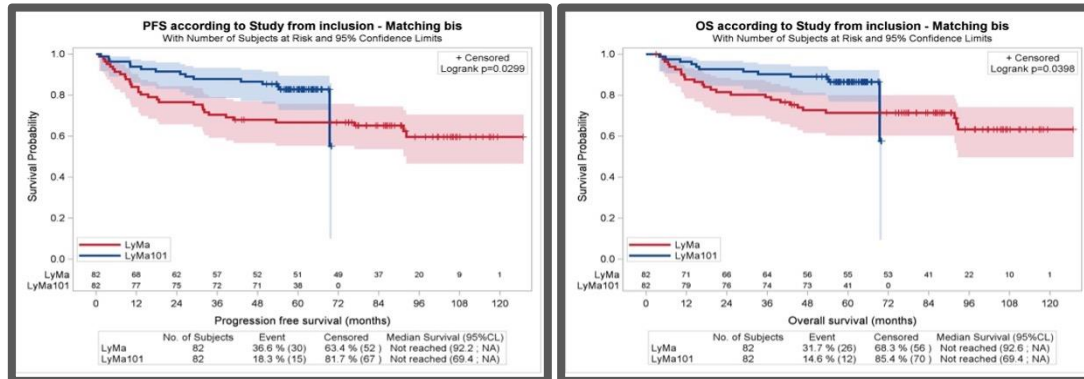 PFS according to Study from inclusion - Matching bis
With Number of Subjects at Risk and 95% Confidence Limits
+ Censored
Logrank p=0.0299
Survival Probability
1.0
0.8
0.6
0.4
0.2
0.0
LyMa
LyMa101
LyMa 82 68 62 57 52 51 49 37 20 9 1
LyMa101 82 77 75 72 71 38 0
0 12 24 36 48 60 72 84 96 108 120
Progression free survival (months)
No. of Subjects Event Censored Median Survival (95%CL)
LyMa 82 36.6 % (30) 63.4 % (52) Not reached (92.2 ; NA)
LyMa101 82 18.3 % (15) 81.7 % (67) Not reached (69.4 ; NA)
OS according to Study from inclusion - Matching bis
With Number of Subjects at Risk and 95% Confidence Limits
+ Censored
Logrank p=0.0398
Survival Probability
1.0
0.8
0.6
0.4
0.2
0.0
LyMa
LyMa101
LyMa 82 71 66 64 56 55 53 41 22 10 1
LyMa101 82 79 76 74 73 41 0
0 12 24 36 48 60 72 84 96 108 120
Overall survival (months)
No. of Subjects Event Censored Median Survival (95%CL)
LyMa 82 31.7 % (26) 68.3 % (56) Not reached (92.6 ; NA)
LyMa101 82 14.6 % (12) 85.4 % (70) Not reached (69.4 ; NA)